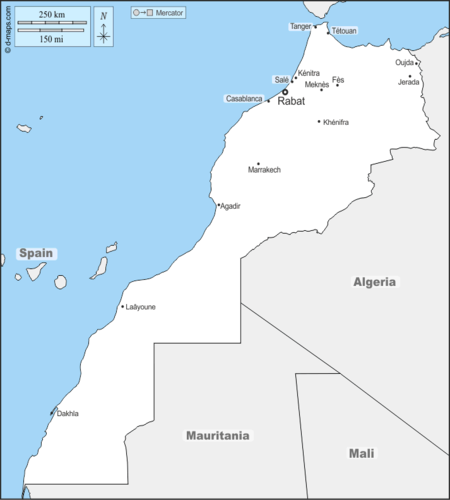 250 km
150 mi
N
Mercator
© d-maps.com
Tanger
Tétouan
Oujda
Jerada
Kénitra
Salé
Fès
Meknès
Rabat
Casablanca
Khénifra
Marrakech
Agadir
Spain
Algeria
Laâyoune
Dakhla
Mauritania
Mali